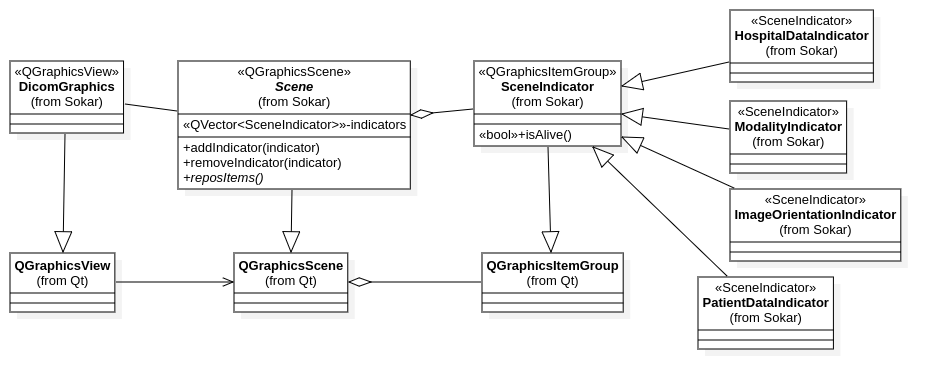 «QGraphicsView»
DicomGraphics
(from Sokar)
«QGraphicsScene»
Scene
(from Sokar)
«QVector<SceneIndicator>»-indicators
+addIndicator(indicator)
+removeIndicator(indicator)
+reposItems()
«QGraphicsItemGroup»
SceneIndicator
(from Sokar)
«bool»+isAlive()
«SceneIndicator»
HospitalDataIndicator
(from Sokar)
«SceneIndicator»
ModalityIndicator
(from Sokar)
«SceneIndicator»
ImageOrientationIndicator
(from Sokar)
«SceneIndicator»
PatientDataIndicator
(from Sokar)
QGraphicsView
(from Qt)
QGraphicsScene
(from Qt)
QGraphicsItemGroup
(from Qt)